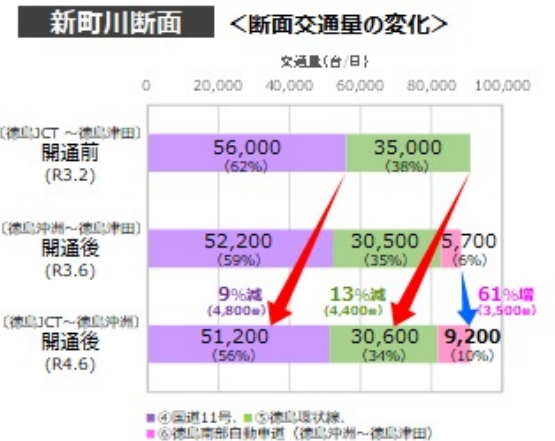 新町川断面 <断面交通量の変化>
交通量(台/日)
0 20,000 40,000 60,000 80,000 100,000
〔徳島JCT ～徳島津田〕
開通前
(R3.2)
56,000
(62%)
35,000
(38%)
〔徳島沖洲～徳島津田〕
開通後
(R3.6)
52,200
(59%)
30,500
(35%)
5,700
(6%)
9%減
(4,800台)
13%減
(4,400台)
61%増
(3,500台)
〔徳島JCT～徳島沖洲〕
開通後
(R4.6)
51,200
(56%)
30,600
(34%)
9,200
(10%)
■④国道11号、■⑤徳島環状線、
■⑥徳島南部自動車道（徳島沖洲～徳島津田）